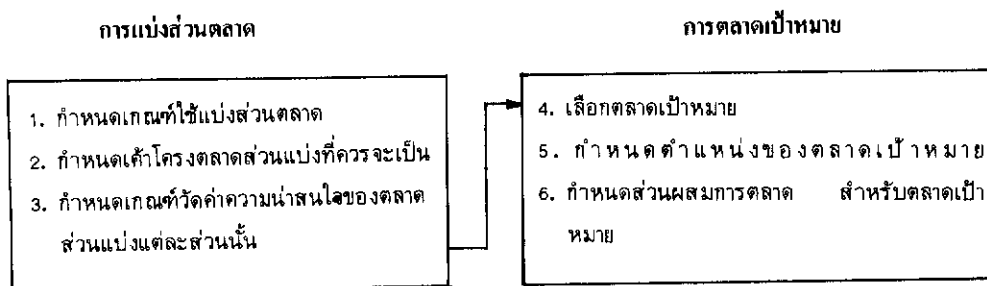 การแบ่งส่วนตลาด
1. กำหนดเกณฑ์ใช้แบ่งส่วนตลาด
2. กำหนดเค้าโครงตลาดส่วนแบ่งที่ควรจะเป็น
3. กำหนดเกณฑ์วัดค่าความน่าสนใจของตลาด
ส่วนแบ่งแต่ละส่วนนั้น
การตลาดเป้าหมาย
4. เลือกตลาดเป้าหมาย
5. กำหนดตำแหน่งของตลาดเป้าหมาย
6. กำหนดส่วนผสมการตลาด สำหรับตลาดเป้า
หมาย